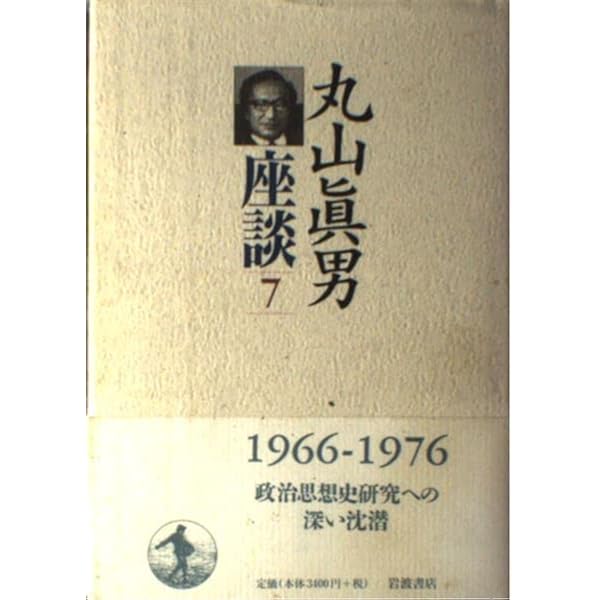 丸山眞男
座談
7
1966-1976
政治思想史研究への
深い沈潜
定価(本体3400円+税) 岩波書店